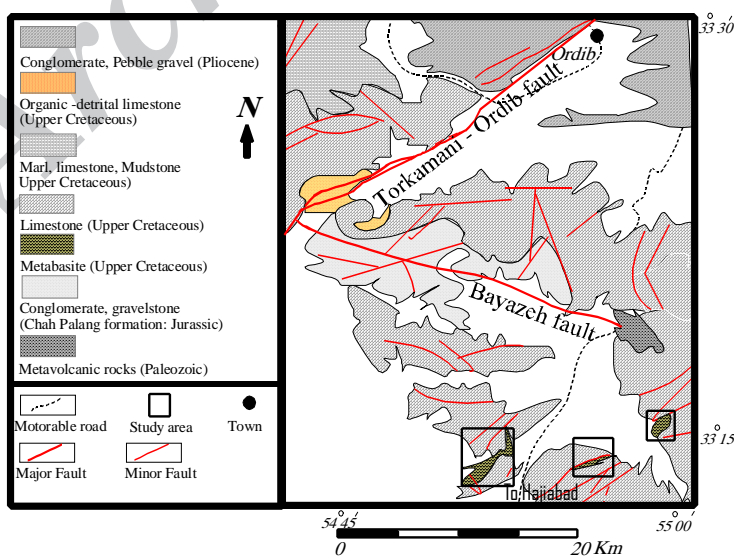 Conglomerate, Pebble gravel (Pliocene)
Organic -detrital limestone
(Upper Cretaceous)
Marl, limestone, Mudstone
Upper Cretaceous)
Limestone (Upper Cretaceous)
Metabasite (Upper Cretaceous)
Conglomerate, gravelstone
(Chah Palang formation: Jurassic)
Metavolcanic rocks (Paleozoic)
Motorable road
Study area
Town
Major Fault
Minor Fault
N
Ordib
Torkamani - Ordib fault
Bayazeh fault
To Hajiabad
33° 30'
33° 15'
54° 45'
55° 00'
0
20 Km